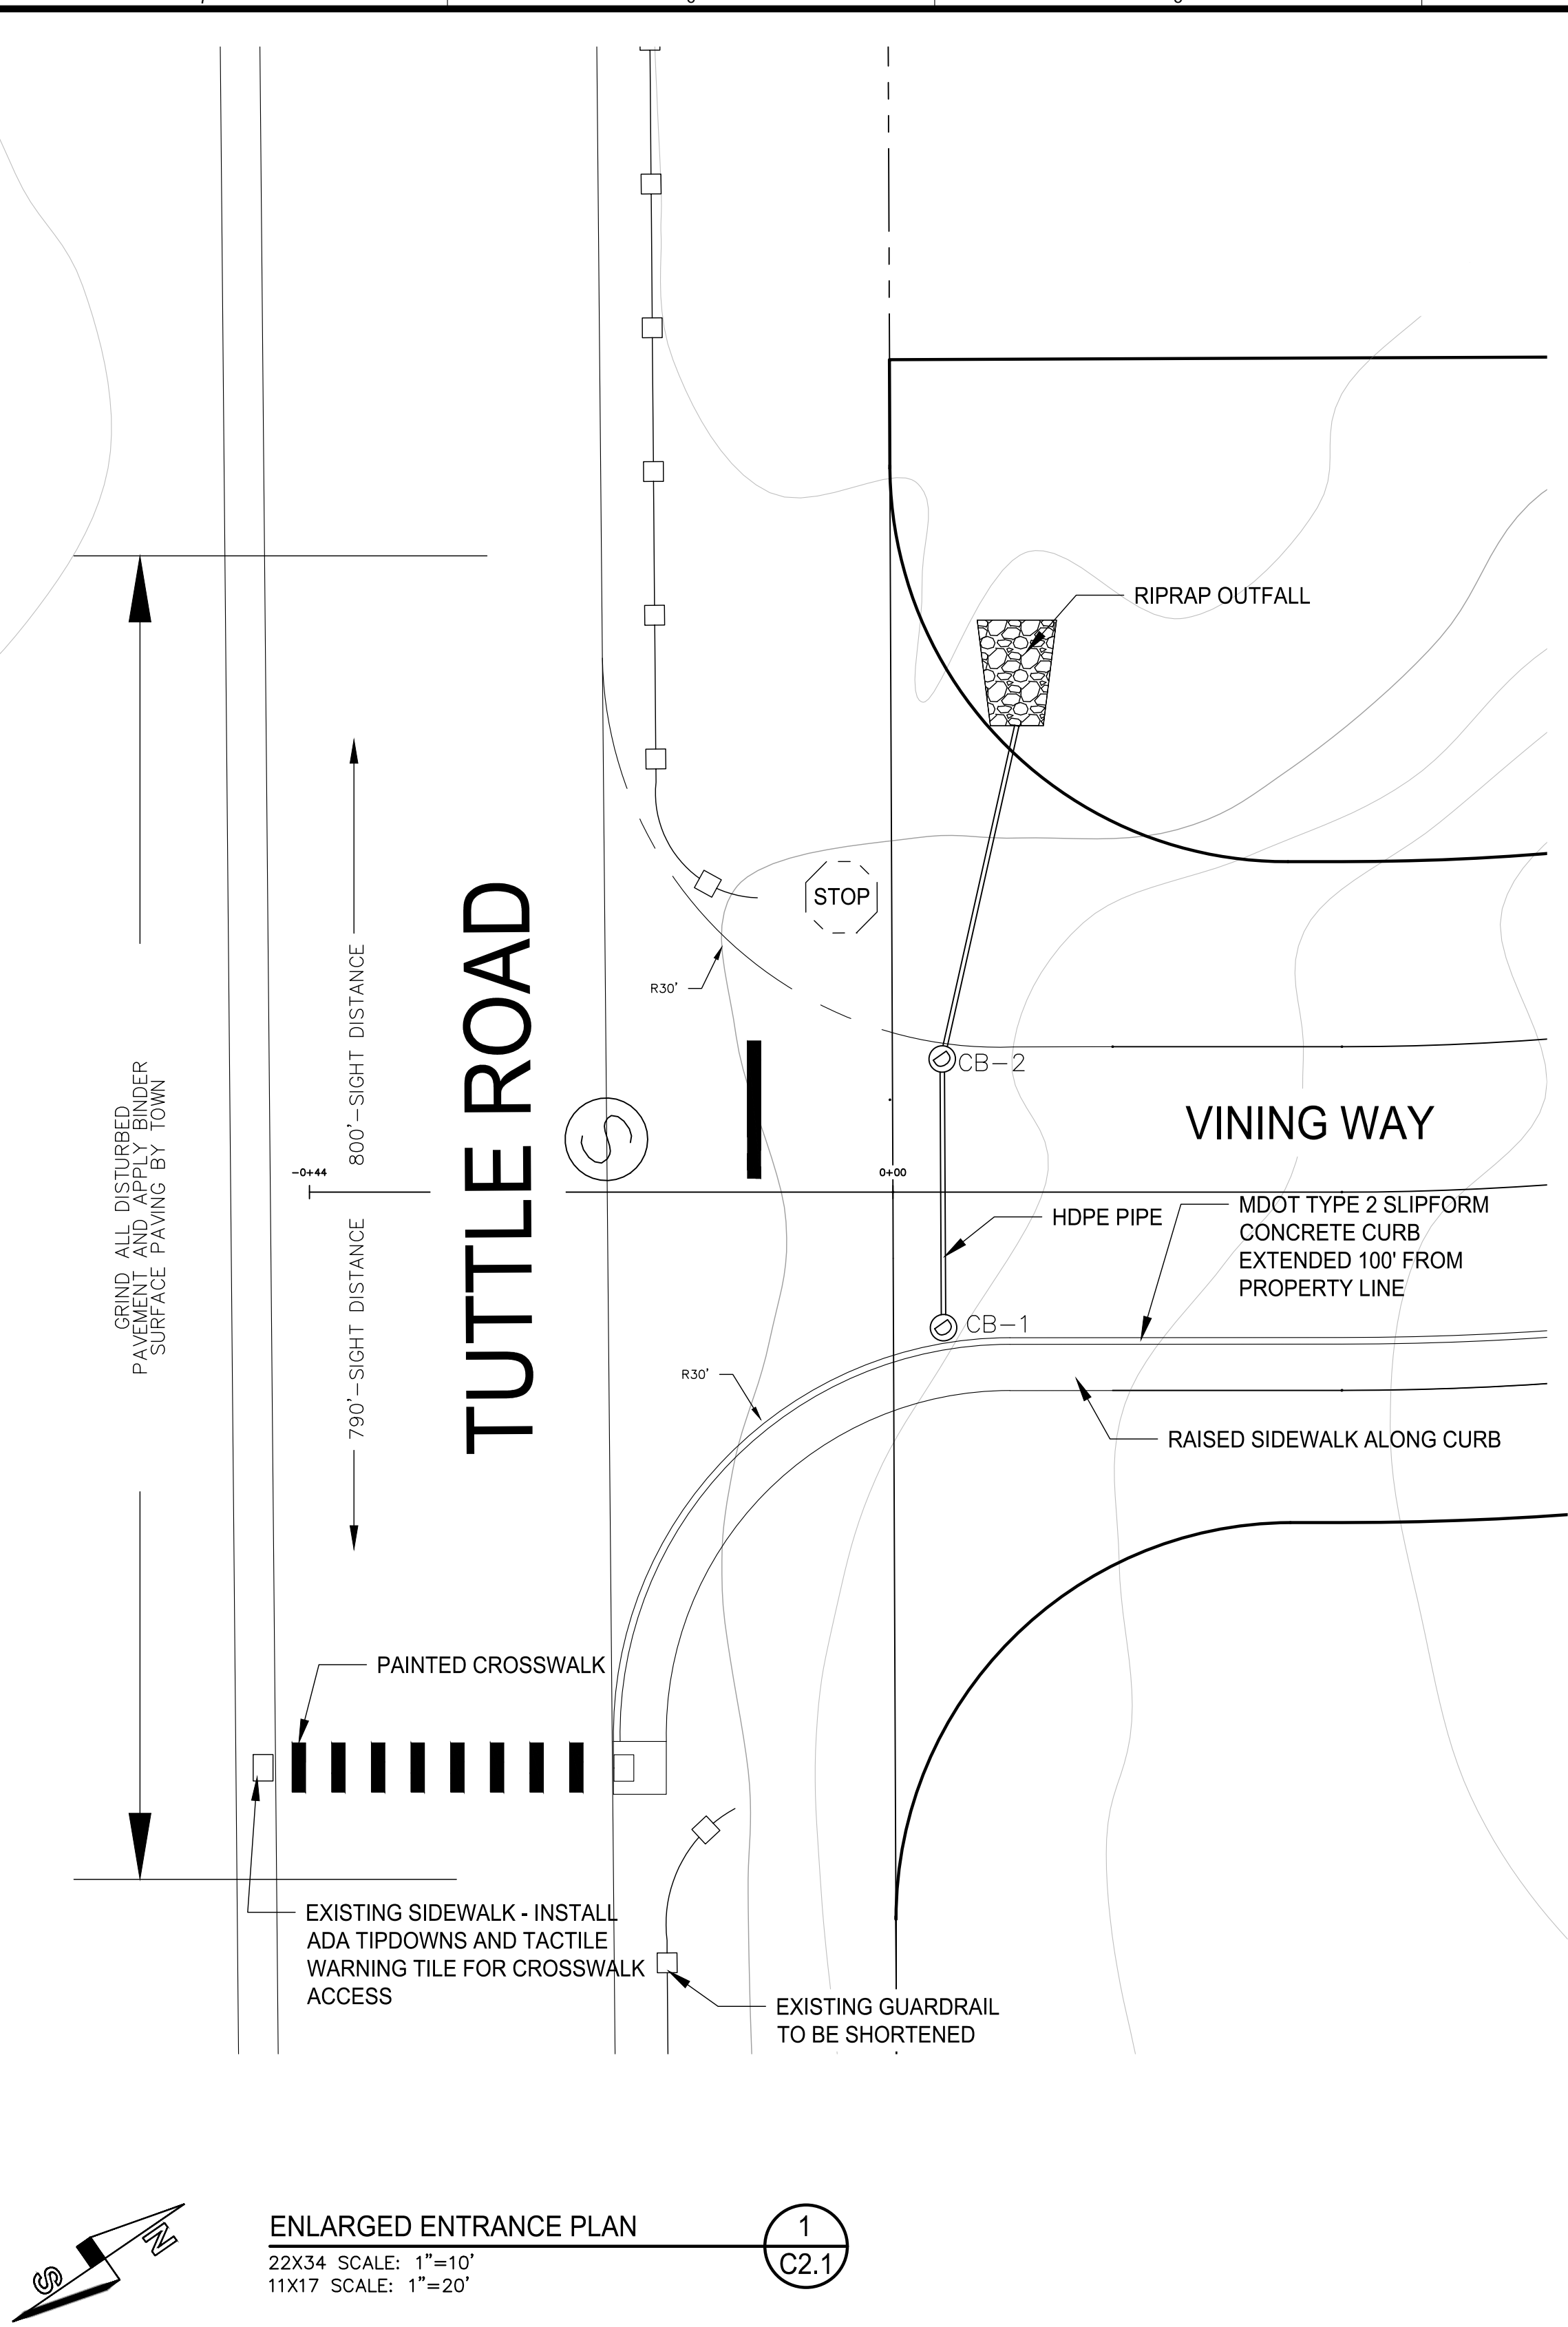 RIPRAP OUTFALL
STOP
R30'
TUTTLE ROAD
800'-SIGHT DISTANCE
790'-SIGHT DISTANCE
GRIND ALL DISTURBED
PAVEMENT AND APPLY BINDER
SURFACE PAVING BY TOWN
S
CB-2
VINING WAY
-0+44
0+00
HDPE PIPE
MDOT TYPE 2 SLIPFORM
CONCRETE CURB
EXTENDED 100' FROM
PROPERTY LINE
CB-1
R30'
RAISED SIDEWALK ALONG CURB
PAINTED CROSSWALK
EXISTING SIDEWALK - INSTALL
ADA TIPDOWNS AND TACTILE
WARNING TILE FOR CROSSWALK
ACCESS
EXISTING GUARDRAIL
TO BE SHORTENED
N
S
ENLARGED ENTRANCE PLAN
22X34 SCALE: 1"=10'
11X17 SCALE: 1"=20'
1
C2.1